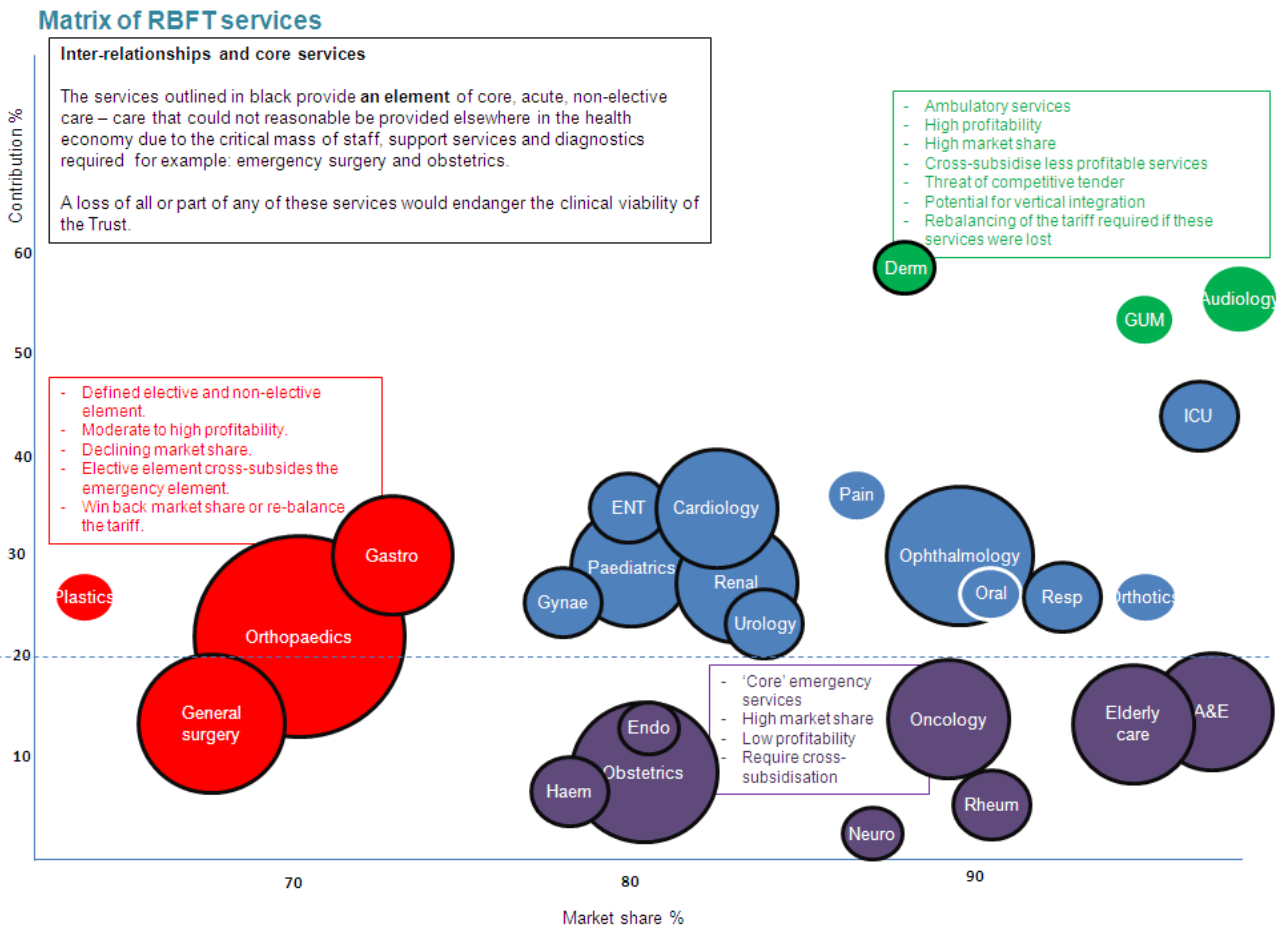 Matrix of RBFT services
Inter-relationships and core services
The services outlined in black provide an element of core, acute, non-elective
care – care that could not reasonable be provided elsewhere in the health
economy due to the critical mass of staff, support services and diagnostics
required for example: emergency surgery and obstetrics.
A loss of all or part of any of these services would endanger the clinical viability of
the Trust.
- Ambulatory services
- High profitability
- High market share
- Cross-subsidise less profitable services
- Threat of competitive tender
- Potential for vertical integration
- Rebalancing of the tariff required if these
services were lost
Contribution %
60
50
40
30
20
10
- Defined elective and non-elective
element.
- Moderate to high profitability.
- Declining market share.
- Elective element cross-subsides the
emergency element.
- Win back market share or re-balance
the tariff.
Derm
GUM
Audiology
ICU
Plastics
Gastro
Orthopaedics
General
surgery
ENT
Cardiology
Paediatrics
Renal
Gynae
Urology
Pain
Ophthalmology
Oral
Resp
Orthotics
- ‘Core’ emergency
services
- High market share
- Low profitability
- Require cross-
subsidisation
Endo
Obstetrics
Haem
Oncology
Elderly
care
A&E
Rheum
Neuro
70
80
90
Market share %